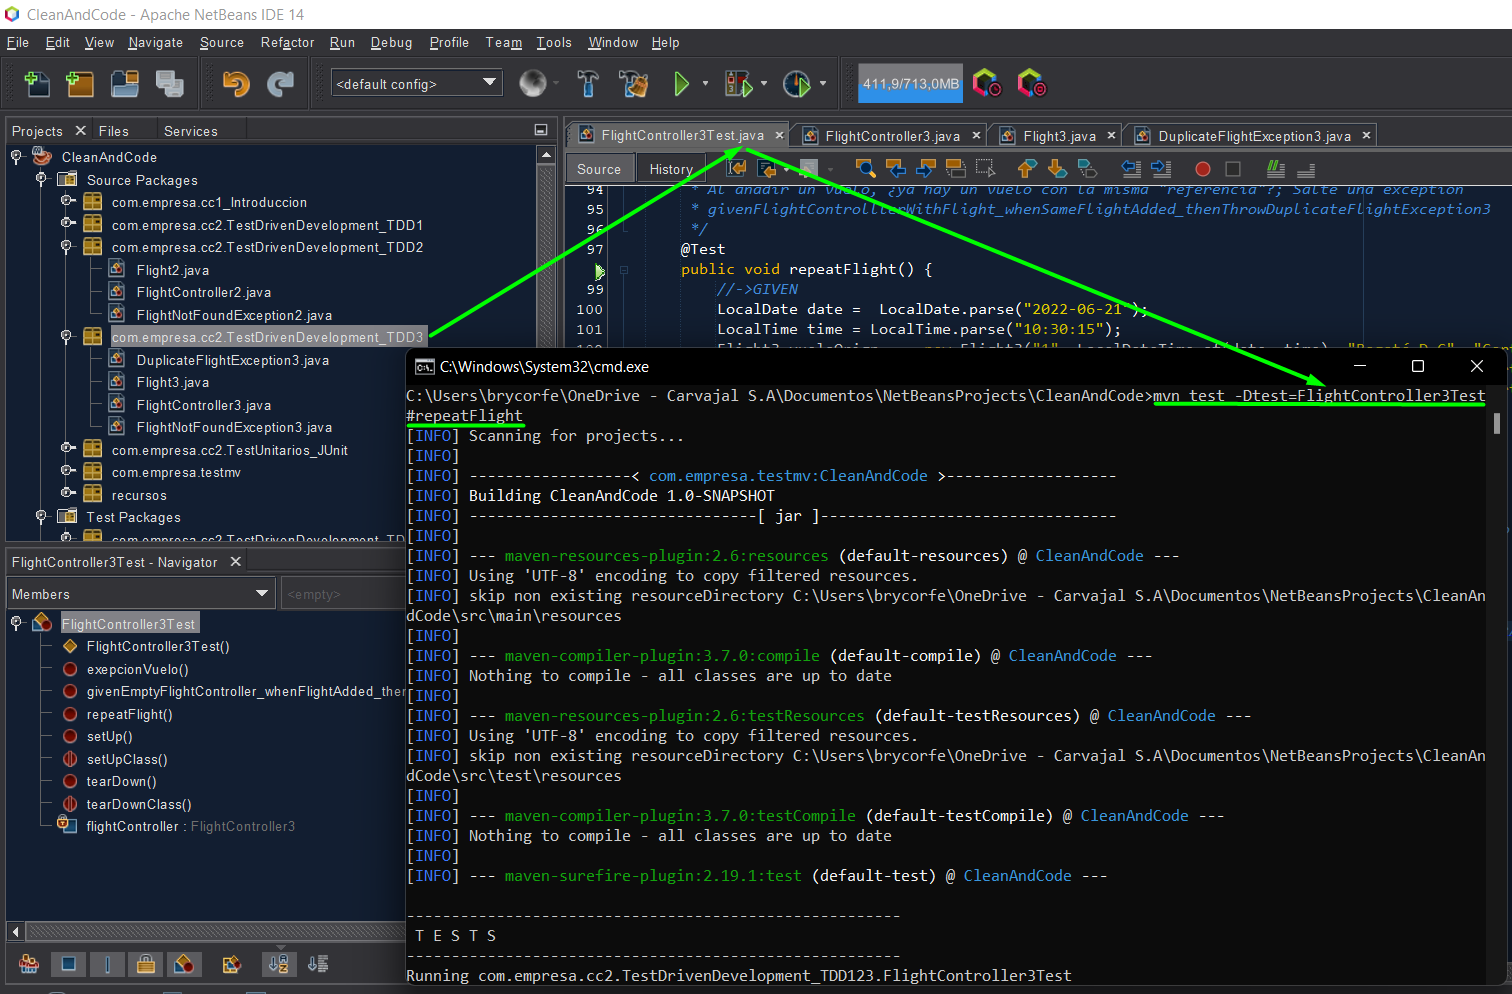 CleanAndCode - Apache NetBeans IDE 14
File Edit View Navigate Source Refactor Run Debug Profile Team Tools Window Help
<default config>
411,9/713,0MB
Projects Files Services
CleanAndCode
Source Packages
com.empresa.cc1_Introduccion
com.empresa.cc2.TestDrivenDevelopment_TDD1
com.empresa.cc2.TestDrivenDevelopment_TDD2
Flight2.java
FlightController2.java
FlightNotFoundException2.java
com.empresa.cc2.TestDrivenDevelopment_TDD3
DuplicateFlightException3.java
Flight3.java
FlightController3.java
FlightNotFoundException3.java
com.empresa.cc2.TestUnitarios_JUnit
com.empresa.testmv
recursos
Test Packages
com.empresa.cc2.TestDrivenDevelopment_TD
FlightController3Test - Navigator
Members
<empty>
FlightController3Test
FlightController3Test()
exepcionVuelo()
givenEmptyFlightController_whenFlightAdded_ther
repeatFlight()
setUp()
setUpClass()
tearDown()
tearDownClass()
flightController : FlightController3
FlightController3Test.java FlightController3.java Flight3.java DuplicateFlightException3.java
Source History
94 * Al añadir un vuelo, ¿ya hay un vuelo con la misma "referencia"?; Salte una exception
95 * givenFlightControlllerWithFlight_whenSameFlightAdded_thenThrowDuplicateFlightException3
96 */
97 @Test
public void repeatFlight() {
99 //->GIVEN
100 LocalDate date = LocalDate.parse("2022-06-21");
101 LocalTime time = LocalTime.parse("10:30:15");
C:\Windows\System32\cmd.exe
C:\Users\brycorfe\OneDrive - Carvajal S.A\Documentos\NetBeansProjects\CleanAndCode>mvn test -Dtest=FlightController3Test
#repeatFlight
[INFO] Scanning for projects...
[INFO]
[INFO] ------------------< com.empresa.testmv:CleanAndCode >-------------------
[INFO] Building CleanAndCode 1.0-SNAPSHOT
[INFO] --------------------------------[ jar ]---------------------------------
[INFO]
[INFO] --- maven-resources-plugin:2.6:resources (default-resources) @ CleanAndCode ---
[INFO] Using 'UTF-8' encoding to copy filtered resources.
[INFO] skip non existing resourceDirectory C:\Users\brycorfe\OneDrive - Carvajal S.A\Documentos\NetBeansProjects\CleanAn
dCode\src\main\resources
[INFO]
[INFO] --- maven-compiler-plugin:3.7.0:compile (default-compile) @ CleanAndCode ---
[INFO] Nothing to compile - all classes are up to date
[INFO]
[INFO] --- maven-resources-plugin:2.6:testResources (default-testResources) @ CleanAndCode ---
[INFO] Using 'UTF-8' encoding to copy filtered resources.
[INFO] skip non existing resourceDirectory C:\Users\brycorfe\OneDrive - Carvajal S.A\Documentos\NetBeansProjects\CleanAn
dCode\src\test\resources
[INFO]
[INFO] --- maven-compiler-plugin:3.7.0:testCompile (default-testCompile) @ CleanAndCode ---
[INFO] Nothing to compile - all classes are up to date
[INFO]
[INFO] --- maven-surefire-plugin:2.19.1:test (default-test) @ CleanAndCode ---
-------------------------------------------------------
T E S T S
-------------------------------------------------------
Running com.empresa.cc2.TestDrivenDevelopment_TDD123.FlightController3Test